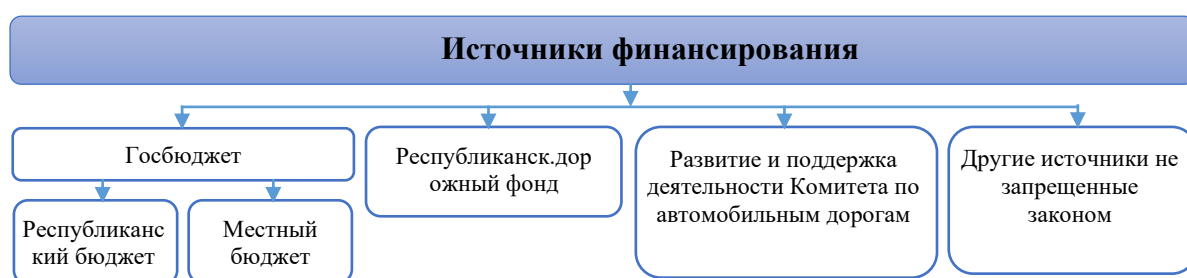 Источники финансирования
Госбюджет
Республиканск.дор
ожный фонд
Развитие и поддержка
деятельности Комитета по
автомобильным дорогам
Другие источники не
запрещенные
законом
Республиканс
кий бюджет
Местный
бюджет